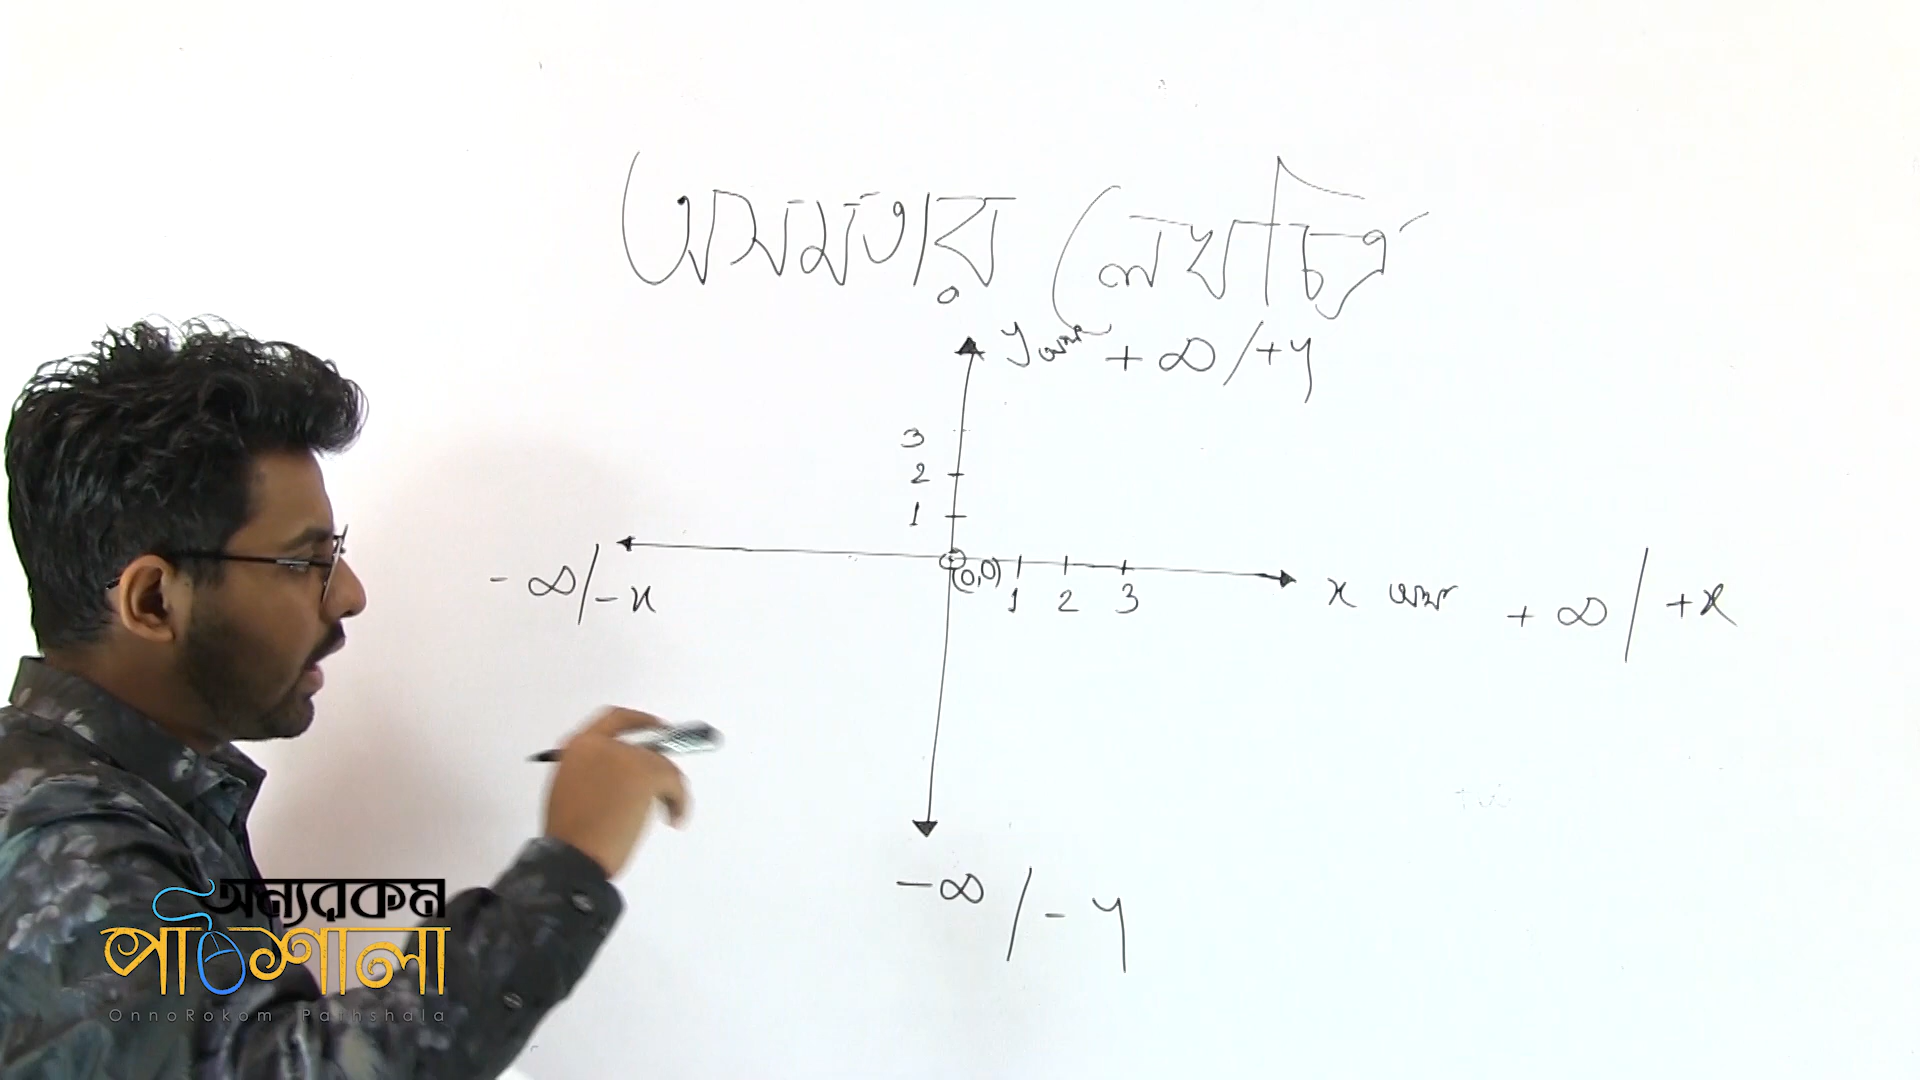 অসমতার লেখচিত্র
y অক্ষ + ∞ / +y
3
2
1
- ∞ / - x
(0,0)
1 2 3
x অক্ষ + ∞ / +x
- ∞ / - y
অন্যরকম
পাঠশালা
OnnoRokom Pathshala